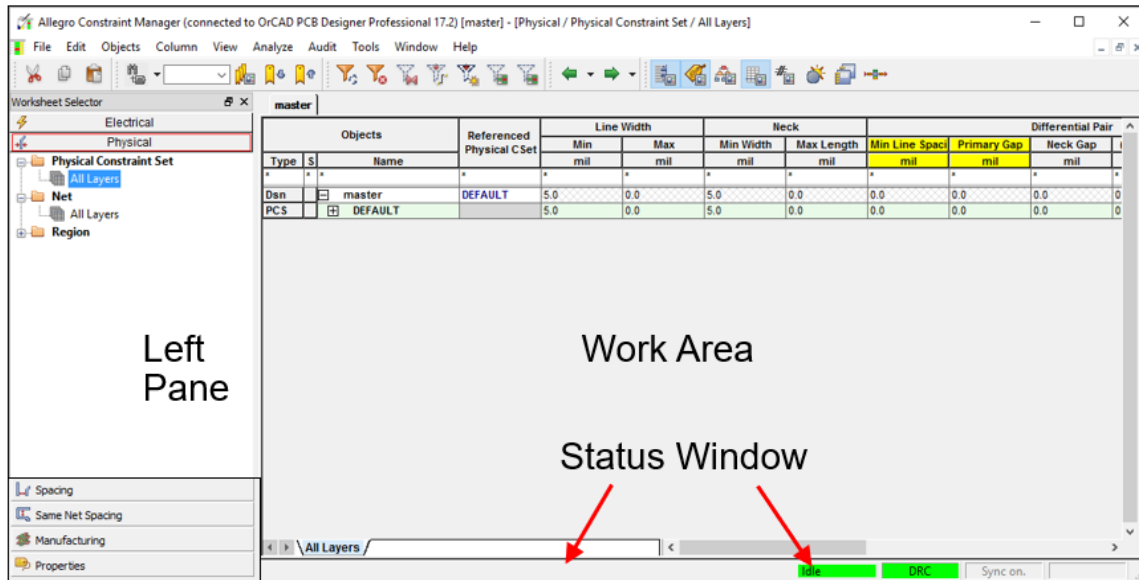 Allegro Constraint Manager (connected to OrCAD PCB Designer Professional 17.2) [master] - [Physical / Physical Constraint Set / All Layers]
File Edit Objects Column View Analyze Audit Tools Window Help
Worksheet Selector
master
Electrical
Physical
Physical Constraint Set
All Layers
Net
All Layers
Region
Objects Referenced Physical CSet Line Width Neck Differential Pair
Min Max Min Width Max Length Min Line Spaci Primary Gap Neck Gap
Type S Name mil mil mil mil mil mil mil
* * * * * * * * * * *
Dsn master DEFAULT 5.0 0.0 5.0 0.0 0.0 0.0 0.0 0
PCS DEFAULT 5.0 0.0 5.0 0.0 0.0 0.0 0.0 0
Left
Pane
Work Area
Status Window
Spacing
Same Net Spacing
Manufacturing
Properties
All Layers
Idle DRC Sync on.